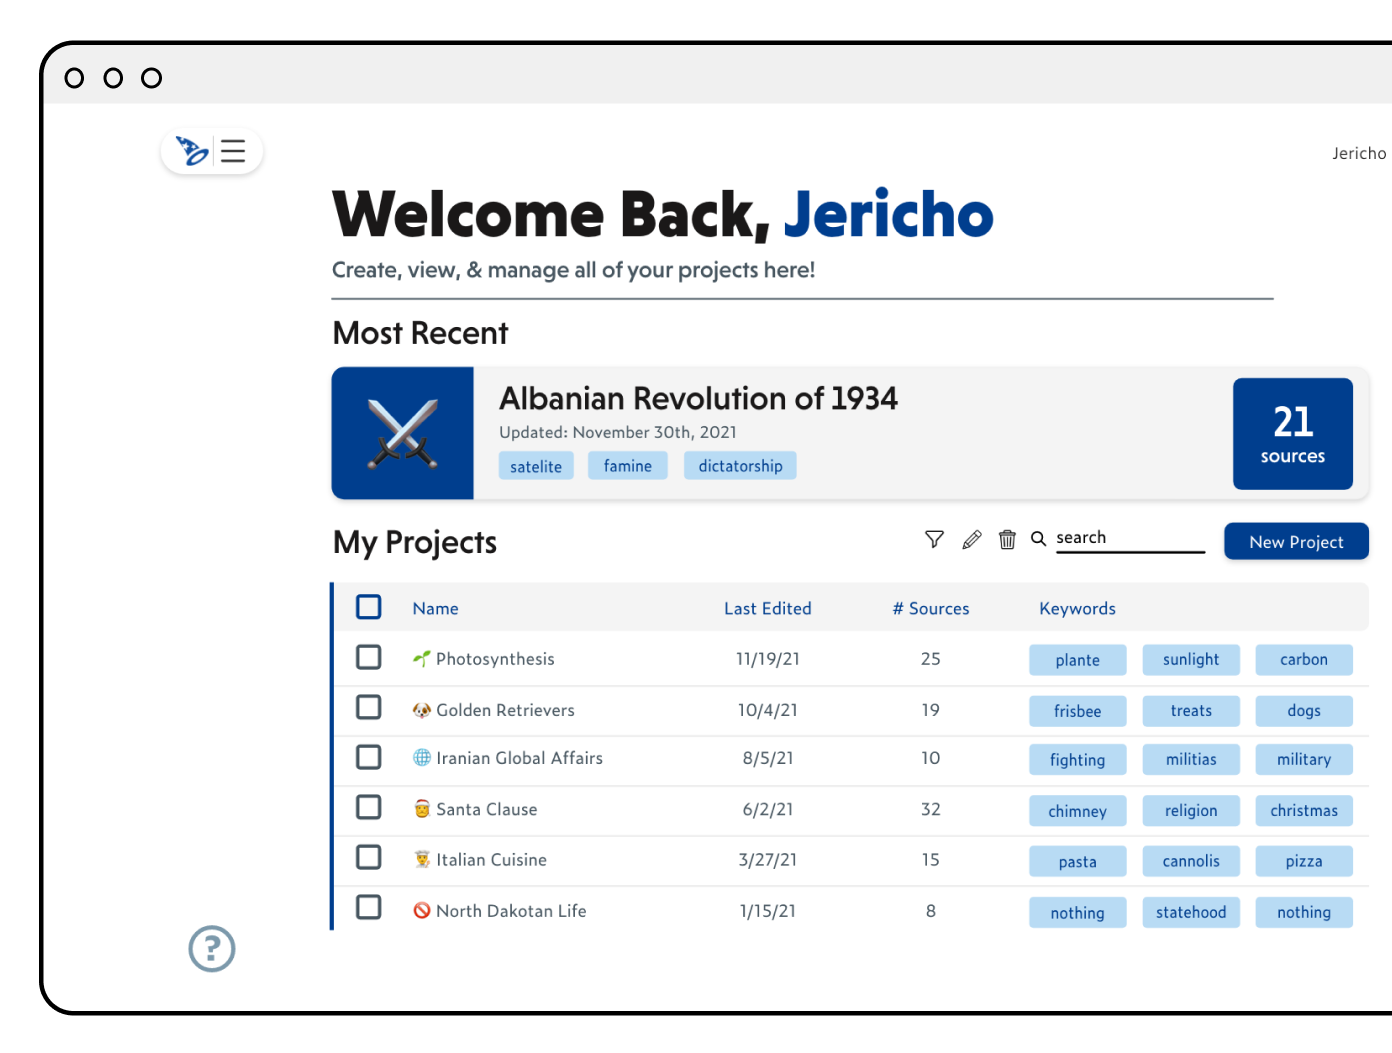 Jericho
Welcome Back, Jericho
Create, view, & manage all of your projects here!
Most Recent
Albanian Revolution of 1934
Updated: November 30th, 2021
satelite famine dictatorship
21
sources
My Projects
search
New Project
Name Last Edited # Sources Keywords
Photosynthesis 11/19/21 25 plante sunlight carbon
Golden Retrievers 10/4/21 19 frisbee treats dogs
Iranian Global Affairs 8/5/21 10 fighting militias military
Santa Clause 6/2/21 32 chimney religion christmas
Italian Cuisine 3/27/21 15 pasta cannolis pizza
North Dakotan Life 1/15/21 8 nothing statehood nothing
?